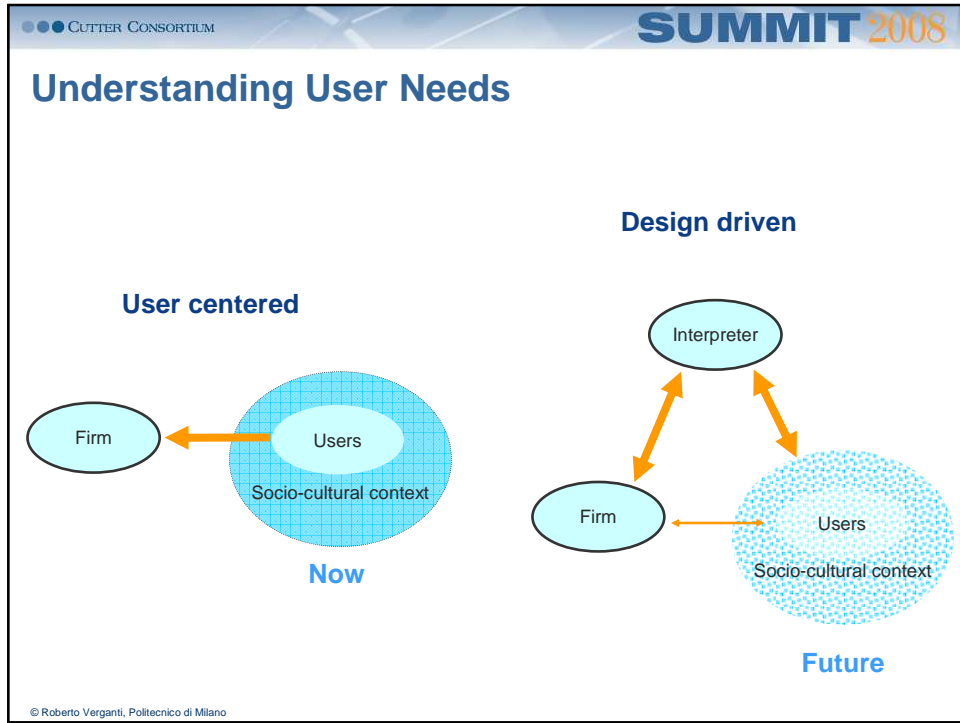 CUTTER CONSORTIUM
SUMMIT 2008
Understanding User Needs
User centered
Firm
Users
Socio-cultural context
Now
Design driven
Interpreter
Firm
Users
Socio-cultural context
Future
© Roberto Verganti, Politecnico di Milano